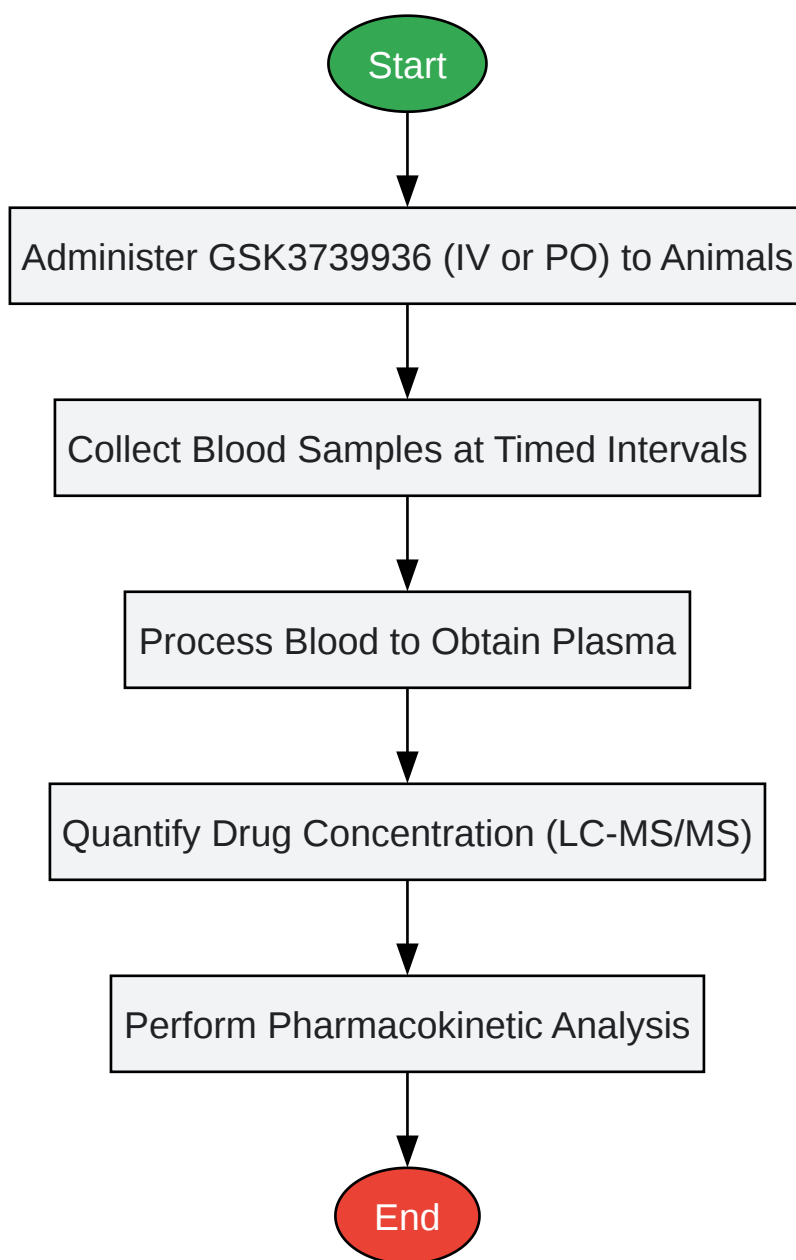 Start
Administer GSK3739936 (IV or PO) to Animals
Collect Blood Samples at Timed Intervals
Process Blood to Obtain Plasma
Quantify Drug Concentration (LC-MS/MS)
Perform Pharmacokinetic Analysis
End